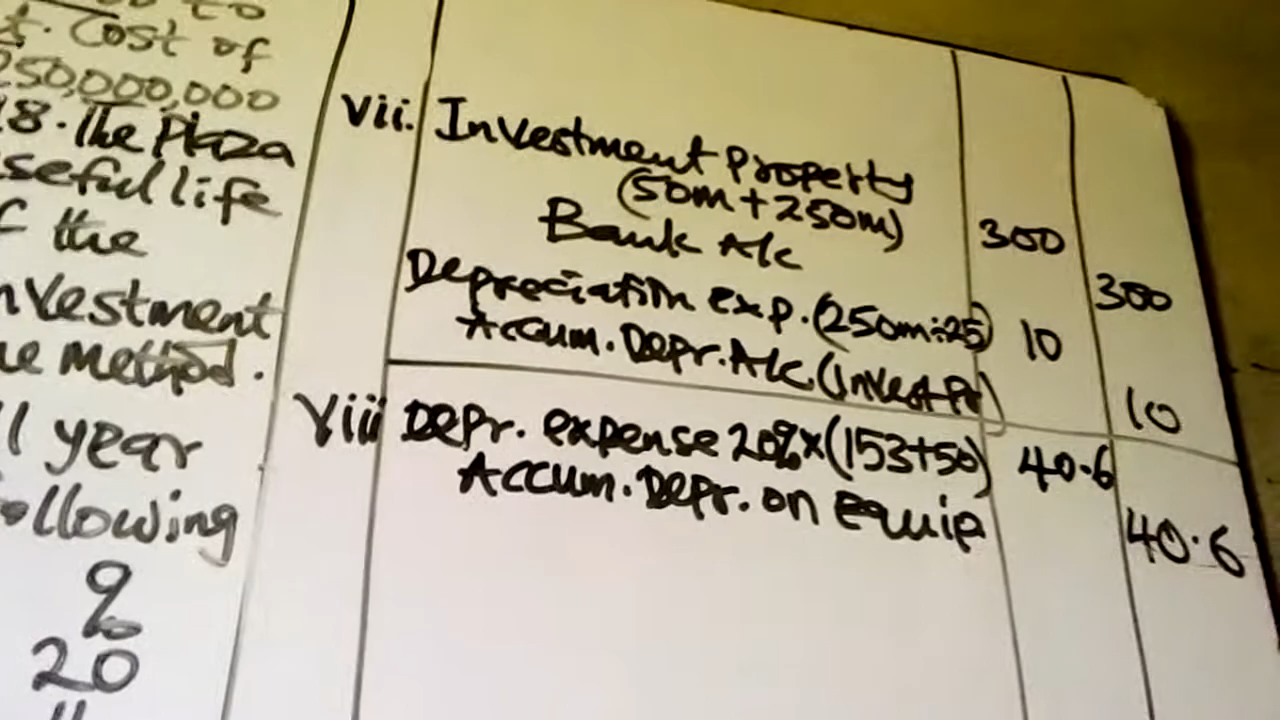 t. Cost of
250,000,000
18. The Plaza
seful life
f the
nvestment
ne method.
1 year
ollowing
%
20
vii. Investment Property
(50m+250m) 300
Bank A/c 300
Depreciation exp. (250m÷25) 10
Accum. Depr. A/c (Invest Pr) 10
viii Depr. expense 20%×(153+50) 40.6
Accum. Depr. on equip 40.6